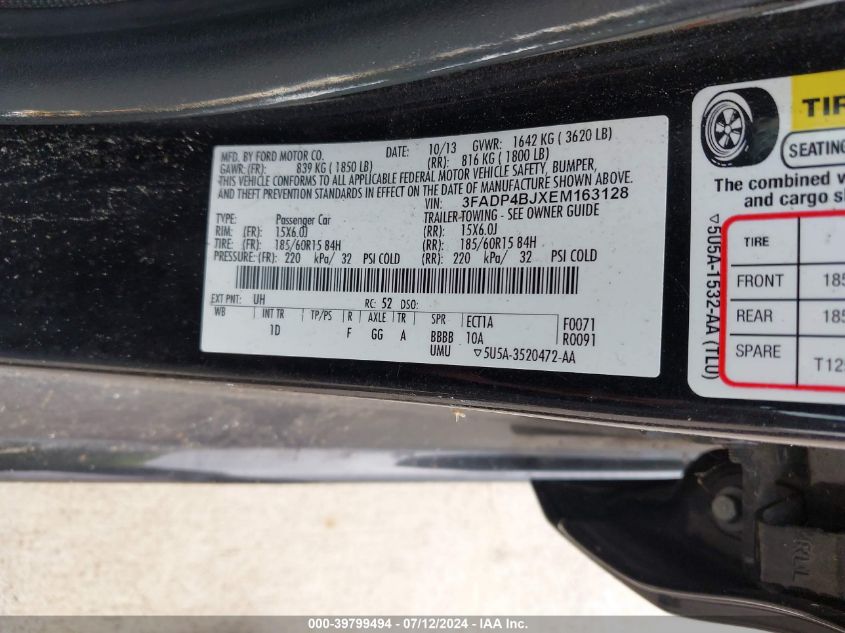 MFD. BY FORD MOTOR CO. DATE: 10/13 GVWR: 1642 KG ( 3620 LB)
GAWR: (FR): 839 KG ( 1850 LB) (RR): 816 KG ( 1800 LB)
THIS VEHICLE CONFORMS TO ALL APPLICABLE FEDERAL MOTOR VEHICLE SAFETY, BUMPER,
AND THEFT PREVENTION STANDARDS IN EFFECT ON THE DATE OF MANUFACTURE SHOWN ABOVE.
VIN: 3FADP4BJXEM163128
TYPE: Passenger Car TRAILER-TOWING - SEE OWNER GUIDE
RIM: (FR): 15X6.0J (RR): 15X6.0J
TIRE: (FR): 185/60R15 84H (RR): 185/60R15 84H
PRESSURE: (FR): 220 kPa/ 32 PSI COLD (RR): 220 kPa/ 32 PSI COLD
EXT PNT: UH RC: 52 DSO:
WB INT TR TP/PS R AXLE TR SPR ECT1A F0071
1D F GG A BBBB 10A R0091
UMU ▽5U5A-3520472-AA
TIR
SEATING
The combined w
and cargo sh
▽5U5A-1532-AA (TL0)
TIRE
FRONT 185
REAR 185
SPARE T125
000-39799494 - 07/12/2024 - IAA Inc.